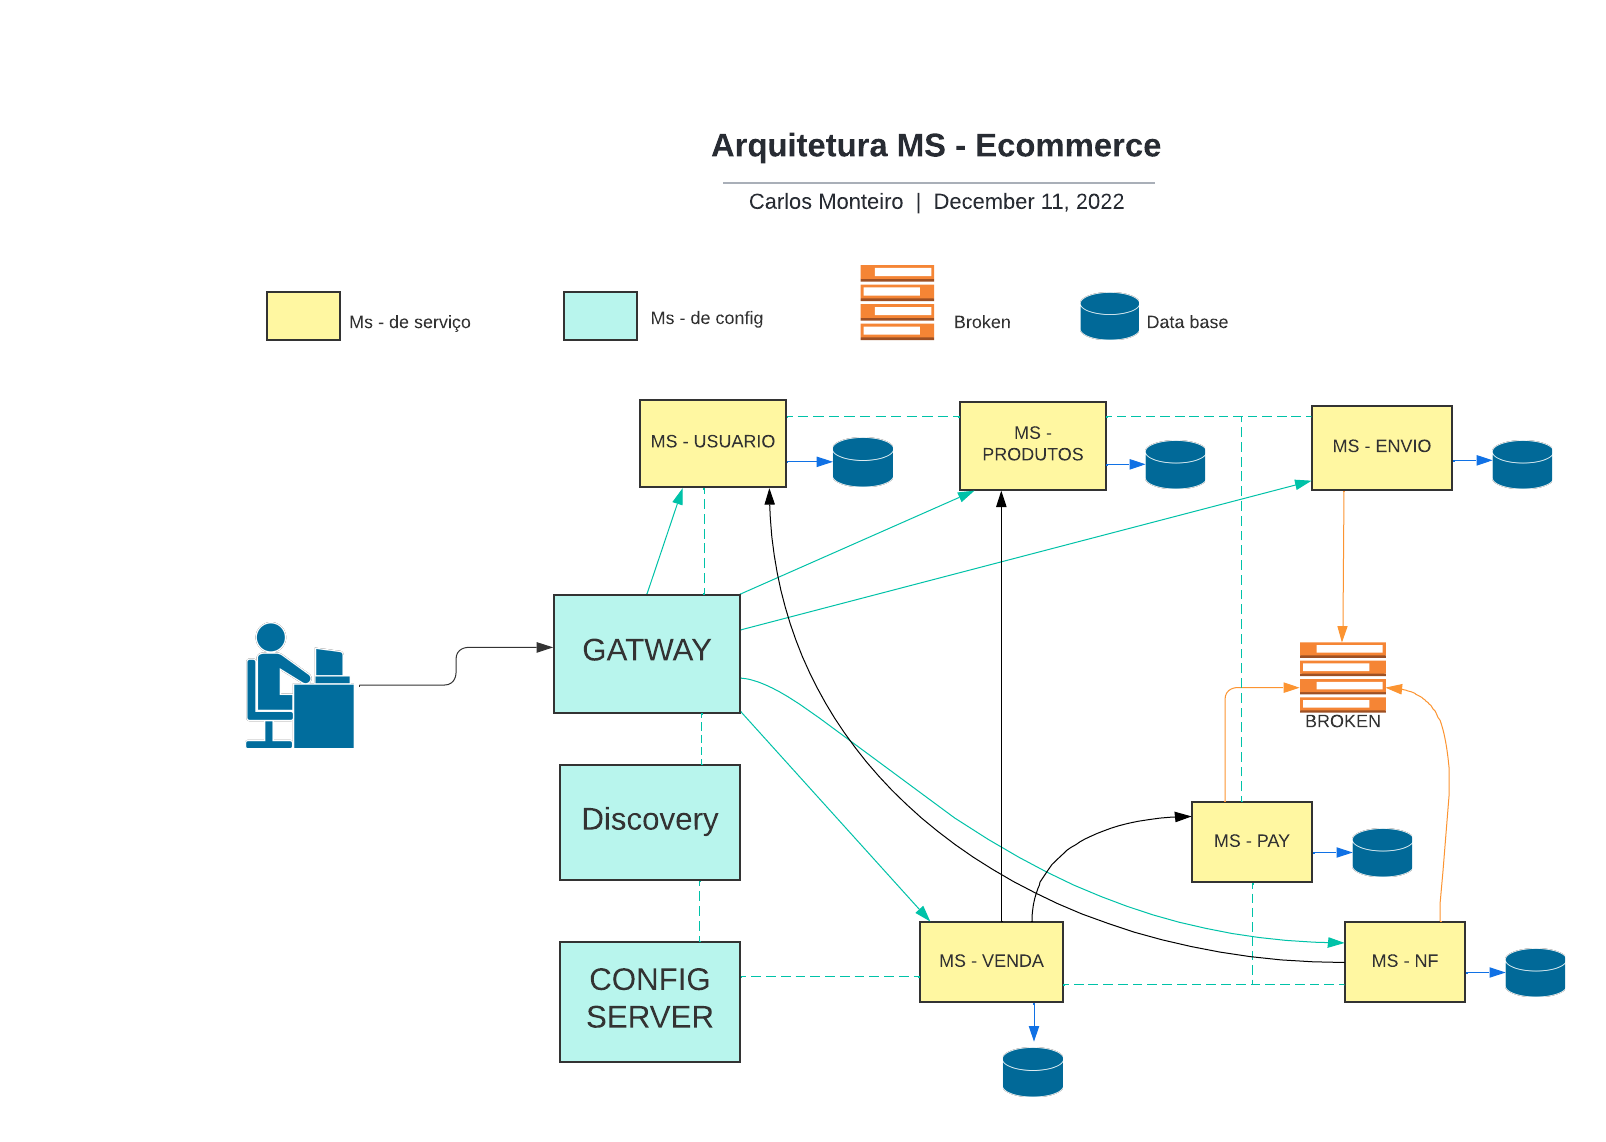 Arquitetura MS - Ecommerce
Carlos Monteiro | December 11, 2022
Ms - de serviço
Ms - de config
Broken
Data base
MS - USUARIO
MS -
PRODUTOS
MS - ENVIO
GATWAY
BROKEN
Discovery
MS - PAY
CONFIG
SERVER
MS - VENDA
MS - NF